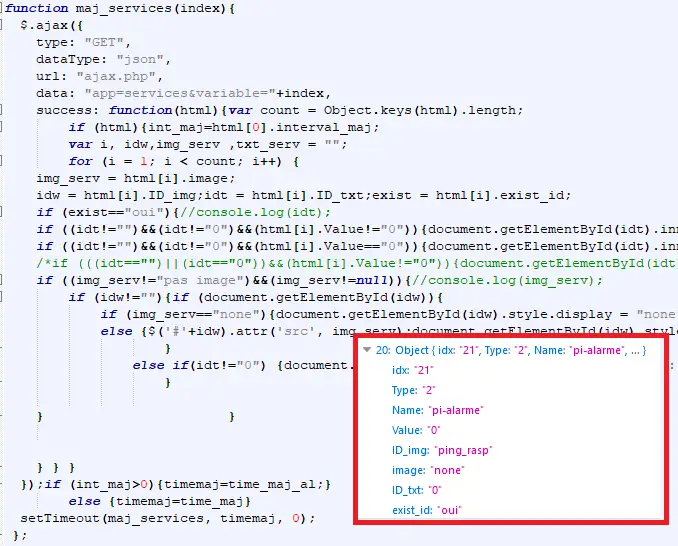 function maj_services(index){
$.ajax({
type: "GET",
dataType: "json",
url: "ajax.php",
data: "app=services&variable="+index,
success: function(html){var count = Object.keys(html).length;
if (html){int_maj=html[0].interval_maj;
var i, idw,img_serv ,txt_serv = "";
for (i = 1; i < count; i++) {
img_serv = html[i].image;
idw = html[i].ID_img;idt = html[i].ID_txt;exist = html[i].exist_id;
if (exist=="oui"){//console.log(idt);
if ((idt!="")&&(idt!="0")&&(html[i].Value!="0")){document.getElementById(idt).inn
if ((idt!="")&&(idt!="0")&&(html[i].Value=="0")){document.getElementById(idt).inn
/*if (((idt=="")||(idt=="0"))&&(html[i].Value!="0")){document.getElementById(idt
if ((img_serv!="pas image")&&(img_serv!=null)){//console.log(img_serv);
if (idw!=""){if (document.getElementById(idw)){
if (img_serv=="none"){document.getElementById(idw).style.display = "none
else {$('#'+idw).attr('src', img_serv);document.getElementById(idw).styl
}
else if(idt!="0") {document.
}
} }
} } }
});if (int_maj>0){timemaj=time_maj_al;}
else {timemaj=time_maj}
setTimeout(maj_services, timemaj, 0);
};
20: Object { idx: "21", Type: "2", Name: "pi-alarme", … }
idx: "21"
Type: "2"
Name: "pi-alarme"
Value: "0"
ID_img: "ping_rasp"
image: "none"
ID_txt: "0"
exist_id: "oui"